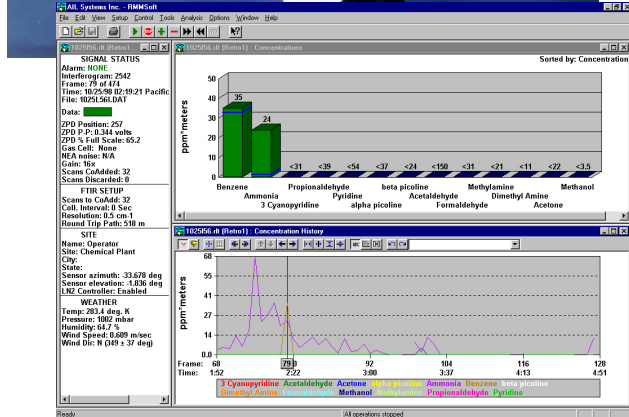 AIL Systems Inc. - RMMSoft
File Edit View Setup Control Tools Analysis Options Window Help
1025I56.rlt (Retro1...
SIGNAL STATUS
Alarm: NONE
Interferogram: 2542
Frame: 79 of 474
Time: 10/25/98 02:19:21 Pacific
File: 1025L56I.DAT
Data:
ZPD Position: 257
ZPD P-P: 0.344 volts
ZPD % Full Scale: 65.2
Gas Cell: None
NEA noise: N/A
Gain: 16x
Scans CoAdded: 32
Scans Discarded: 0
FTIR SETUP
Scans to CoAdd: 32
Coll. Interval: 0 Sec
Resolution: 0.5 cm-1
Round Trip Path: 518 m
SITE
Name: Operator
Site: Chemical Plant
City:
State:
Sensor azimuth: -33.678 deg
Sensor elevation: -1.836 deg
LN2 Controller: Enabled
WEATHER
Temp: 283.4 deg. K
Pressure: 1002 mbar
Humidity: 64.7 %
Wind Speed: 0.609 m/sec
Wind Dir: N (349 ± 37 deg)
1025I56.rlt (Retro1) : Concentrations
Sorted by: Concentration
ppm*meters
50
40
30
20
10
0
35
24
<31 <39 <54 <37 <24 <150 <31 <21 <11 <22 <3.5
Benzene Propionaldehyde beta picoline Methylamine Methanol
Ammonia Pyridine Acetaldehyde Dimethyl Amine
3 Cyanopyridine alpha picoline Formaldehyde Acetone
1025I56.rlt (Retro1) : Concentration History
ppm*meters
68
55
41
27
14
0.0
Frame: 68 79 92 104 116 128
Time: 1:52 2:22 3:00 3:37 4:13 4:51
3 Cyanopyridine Acetaldehyde Acetone alpha picoline Ammonia Benzene beta picoline
Dimethyl Amine Formaldehyde Methanol Methylamine Propionaldehyde Pyridine
Ready
All operations stopped